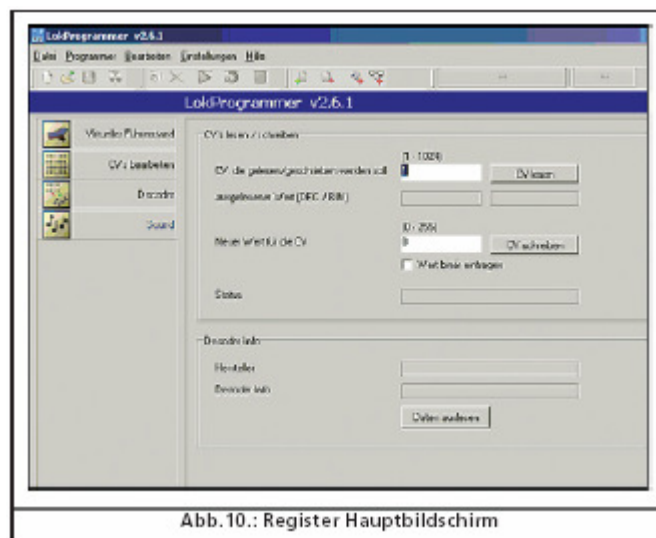 LokProgrammer v2.6.1
Datei Programmer Bearbeiten Einstellungen Hilfe
LokProgrammer v2.6.1
Virtueller Führerstand
CVs bearbeiten
Decoder
Sound
CVs lesen / schreiben
(1 - 1024)
CV, die gelesen/geschrieben werden soll
CV lesen
ausgelesener Wert (DEC / BIN)
(0 - 255)
Neuer Wert für die CV
0
CV schreiben
Wert binär eintragen
Status
Decoder Info
Hersteller
Decoder Info
Daten auslesen
Abb.10.: Register Hauptbildschirm